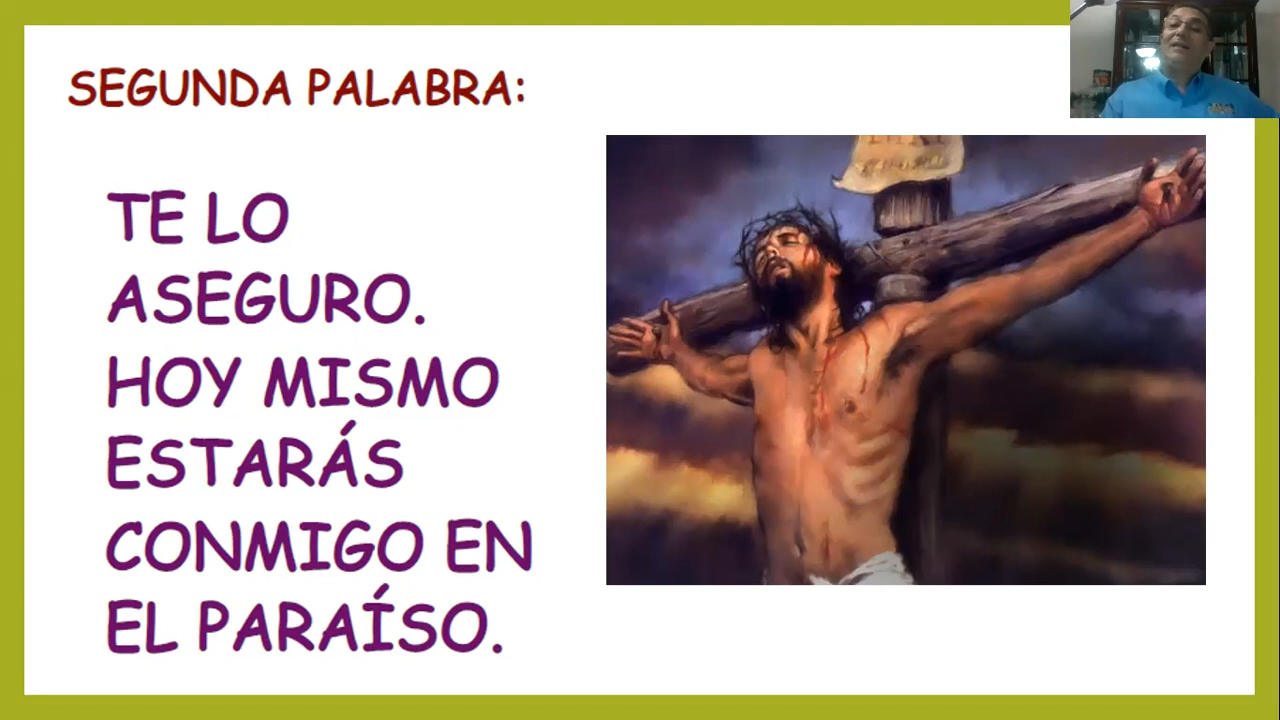 SEGUNDA PALABRA:
TE LO
ASEGURO.
HOY MISMO
ESTARÁS
CONMIGO EN
EL PARAÍSO.